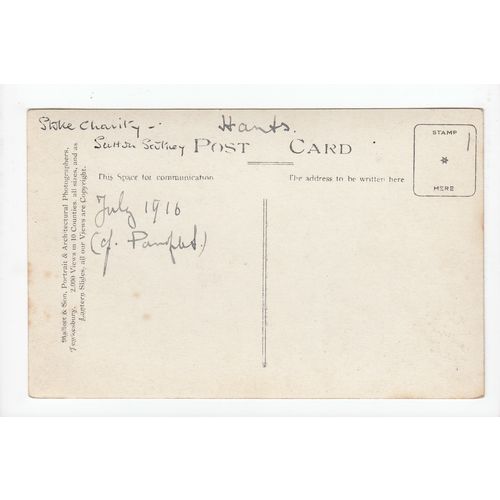 Stoke Charity - Hants.
Sutton Scotney
POST CARD
STAMP
HERE
This Space for communication
The address to be written here
July 1916
(cf. Pamphlet.)
Mallott & Son, Portrait & Architectural Photographers,
Tewkesbury. 2,000 Views in 10 Counties, all sizes, and as
Lantern Slides, all our Views are Copyright.